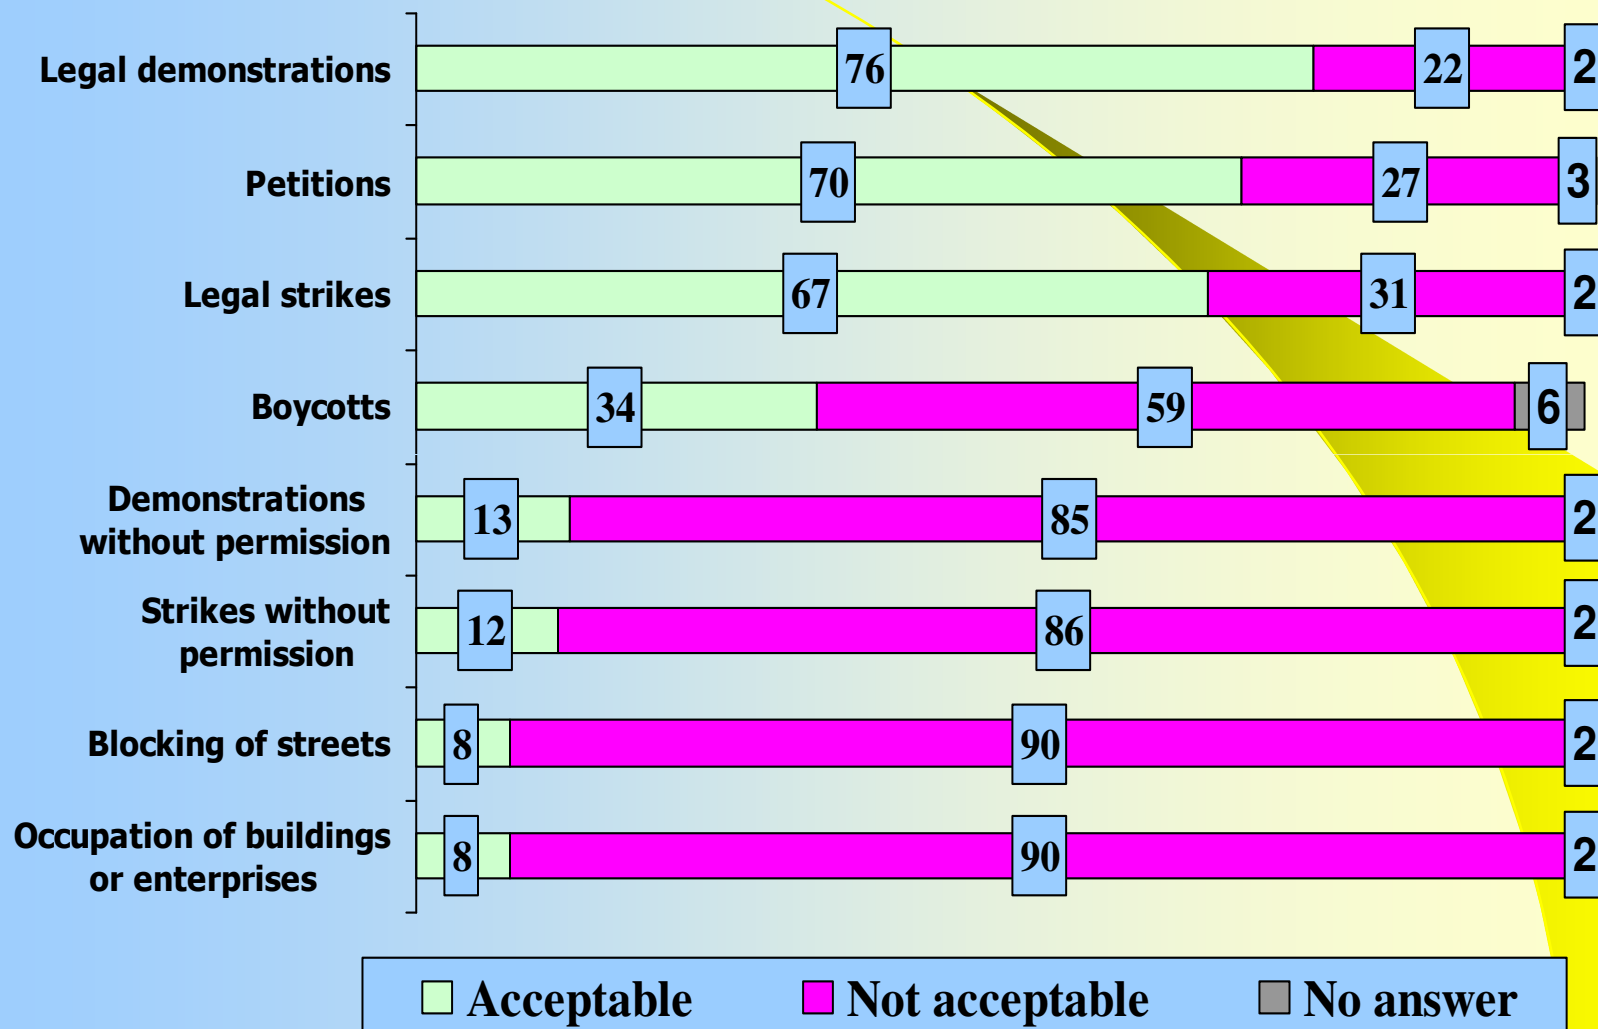 Legal demonstrations 76 22 2
Petitions 70 27 3
Legal strikes 67 31 2
Boycotts 34 59 6
Demonstrations
without permission 13 85 2
Strikes without
permission 12 86 2
Blocking of streets 8 90 2
Occupation of buildings
or enterprises 8 90 2
Acceptable Not acceptable No answer